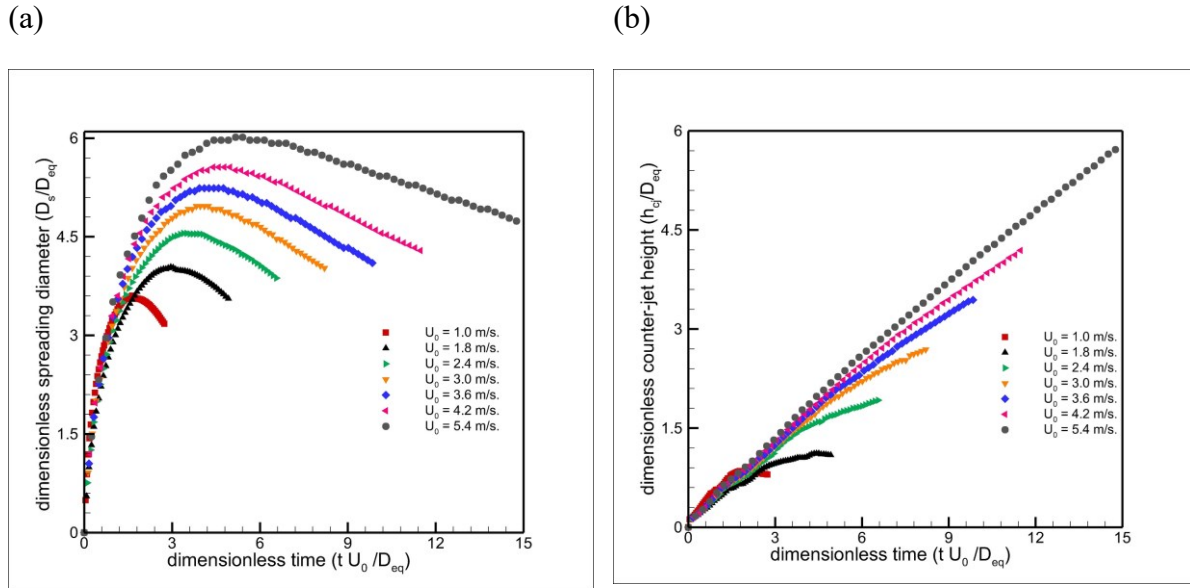 (a)
(b)
dimensionless spreading diameter (Ds/Deq)
6
4.5
3
1.5
0
0 3 6 9 12 15
dimensionless time (t U0 /Deq)
U0 = 1.0 m/s.
U0 = 1.8 m/s.
U0 = 2.4 m/s.
U0 = 3.0 m/s.
U0 = 3.6 m/s.
U0 = 4.2 m/s.
U0 = 5.4 m/s.
dimensionless counter-jet height (hcj/Deq)
6
4.5
3
1.5
0
0 3 6 9 12 15
dimensionless time (t U0 /Deq)
U0 = 1.0 m/s.
U0 = 1.8 m/s.
U0 = 2.4 m/s.
U0 = 3.0 m/s.
U0 = 3.6 m/s.
U0 = 4.2 m/s.
U0 = 5.4 m/s.